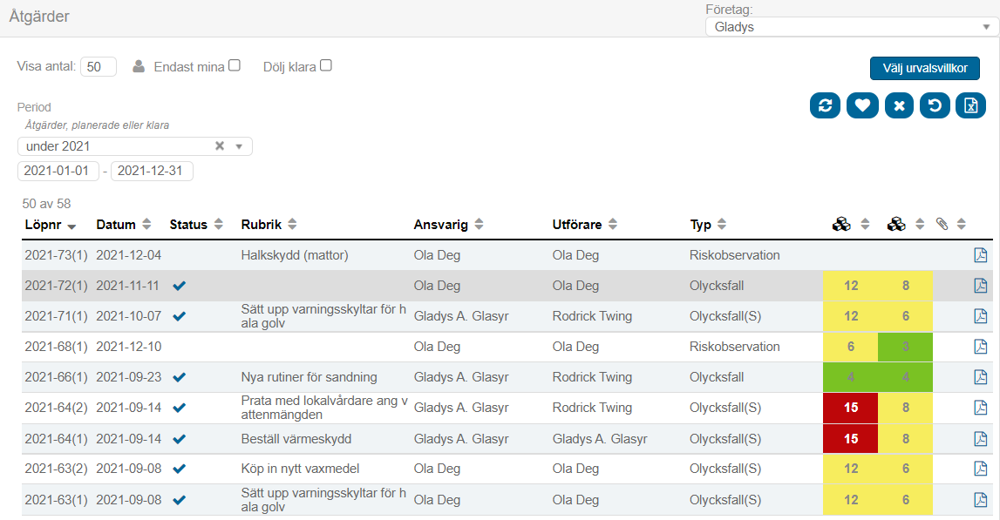 Åtgärder
Företag:
Gladys
Visa antal: 50 Endast mina Dölj klara
Välj urvalsvillkor
Period
Åtgärder, planerade eller klara
under 2021
2021-01-01 - 2021-12-31
50 av 58
Löpnr Datum Status Rubrik Ansvarig Utförare Typ
2021-73(1) 2021-12-04 Halkskydd (mattor) Ola Deg Ola Deg Riskobservation
2021-72(1) 2021-11-11 Ola Deg Ola Deg Olycksfall 12 8
2021-71(1) 2021-10-07 Sätt upp varningsskyltar för h
ala golv Gladys A. Glasyr Rodrick Twing Olycksfall(S) 12 6
2021-68(1) 2021-12-10 Ola Deg Ola Deg Riskobservation 6 3
2021-66(1) 2021-09-23 Nya rutiner för sandning Gladys A. Glasyr Rodrick Twing Olycksfall 4 4
2021-64(2) 2021-09-14 Prata med lokalvårdare ang v
attenmängden Gladys A. Glasyr Rodrick Twing Olycksfall(S) 15 8
2021-64(1) 2021-09-14 Beställ värmeskydd Gladys A. Glasyr Gladys A. Glasyr Olycksfall(S) 15 8
2021-63(2) 2021-09-08 Köp in nytt vaxmedel Ola Deg Ola Deg Olycksfall(S) 12 6
2021-63(1) 2021-09-08 Sätt upp varningsskyltar för h
ala golv Ola Deg Ola Deg Olycksfall(S) 12 6